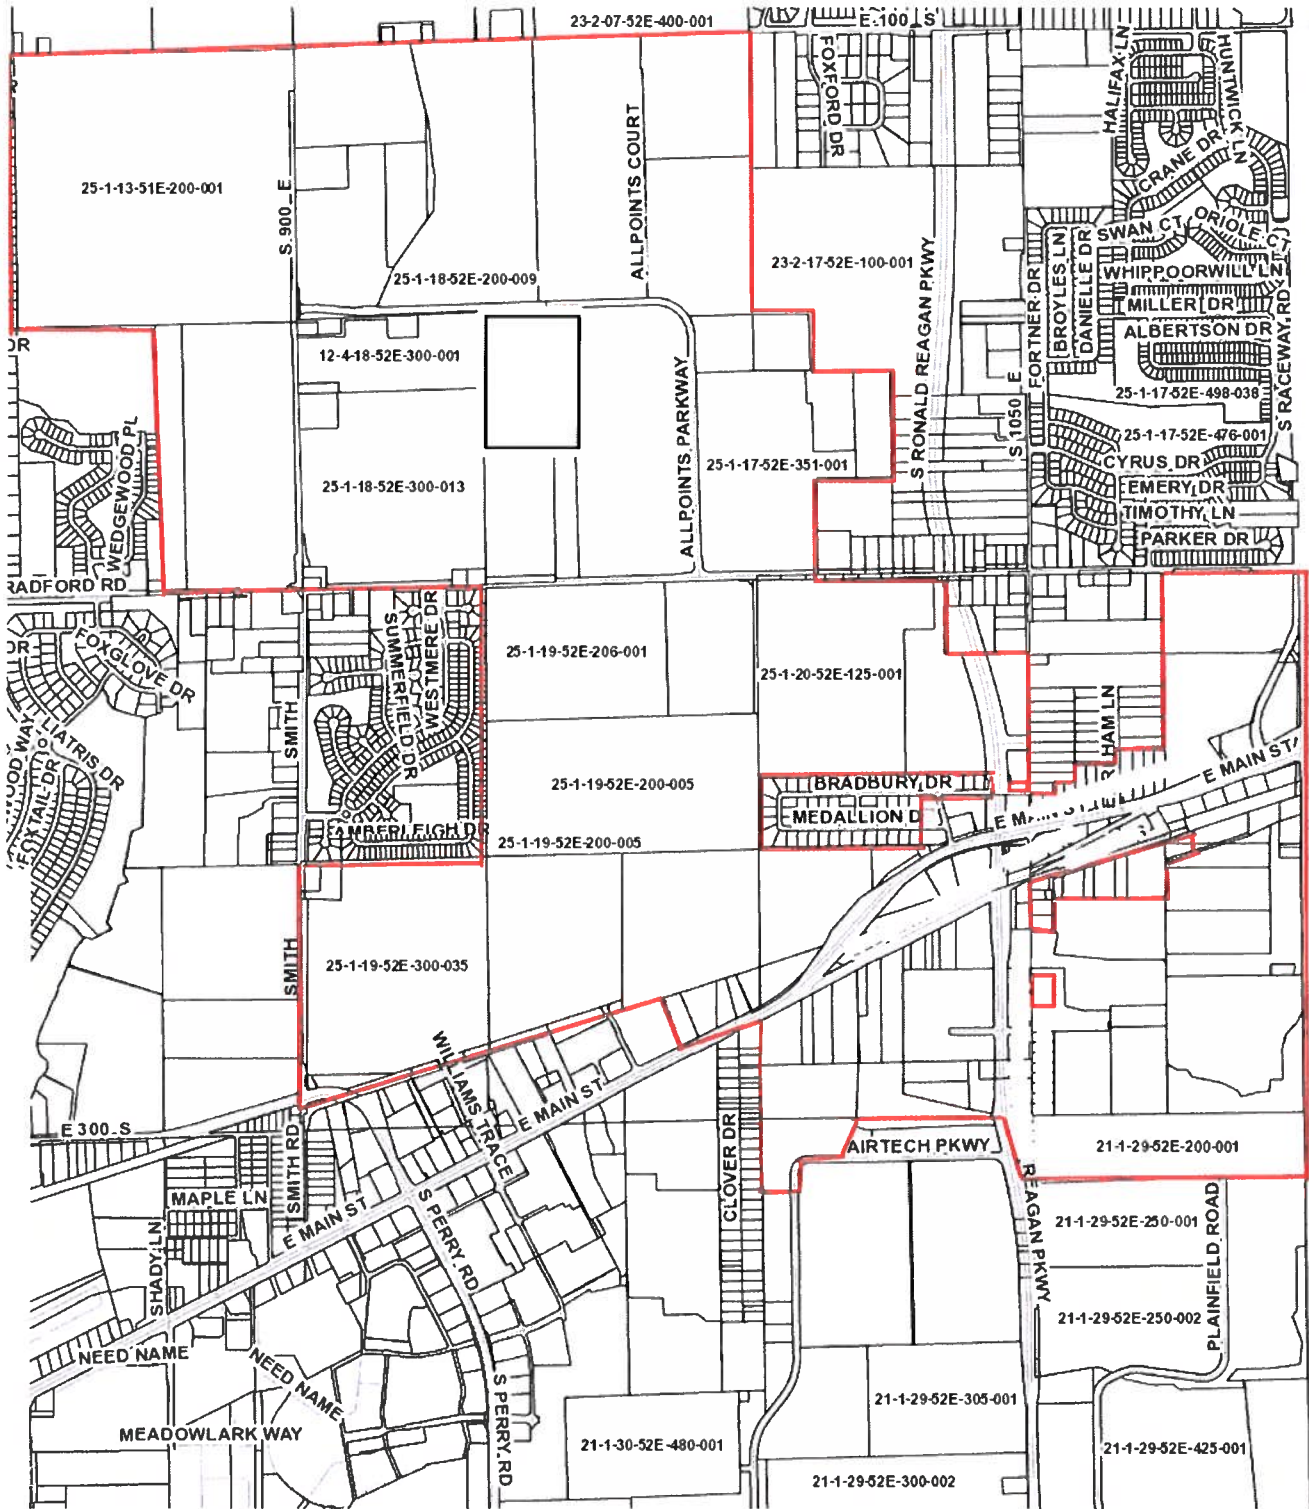 23-2-07-52E-400-001
E 100 S
FOXFORD DR
HALIFAX LN
HUNTWICK LN
ALLPOINTS COURT
CRANE DR
25-1-13-51E-200-001
S 900 E
SWAN CT
ORIOLE CT
BROYLES LN
DANIELLE DR
23-2-17-52E-100-001
S RONALD REAGAN PKWY
WHIPPOORWILL LN
25-1-18-52E-200-009
FORTNER DR
MILLER DR
S RACEWAY RD
ALBERTSON DR
DR
12-4-18-52E-300-001
25-1-17-52E-498-038
S 1050 E
ALLPOINTS PARKWAY
25-1-17-52E-476-001
WEDGEWOOD PL
25-1-17-52E-351-001
CYRUS DR
25-1-18-52E-300-013
EMERY DR
TIMOTHY LN
PARKER DR
RADFORD RD
SUMMERFIELD DR
WESTMERE DR
DR
FOXGLOVE DR
25-1-19-52E-206-001
25-1-20-52E-125-001
SMITH
HAM LN
WOOD WAY
LIATRIS DR
FOXTAIL DR
E MAIN ST
25-1-19-52E-200-005
BRADBURY DR
MEDALLION D
E MAIN ST
AMBERLEIGH DR
25-1-19-52E-200-005
SMITH
25-1-19-52E-300-035
WILLIAMS TRACE
E MAIN ST
E 300 S
SMITH RD
CLOVER DR
AIRTECH PKWY
21-1-29-52E-200-001
MAPLE LN
E MAIN ST
S PERRY RD
R AGAN PKWY
PLAINFIELD ROAD
21-1-29-52E-250-001
SHADY LN
21-1-29-52E-250-002
NEED NAME
NEED NAME
S PERRY RD
21-1-29-52E-305-001
MEADOWLARK WAY
21-1-30-52E-480-001
21-1-29-52E-425-001
21-1-29-52E-300-002